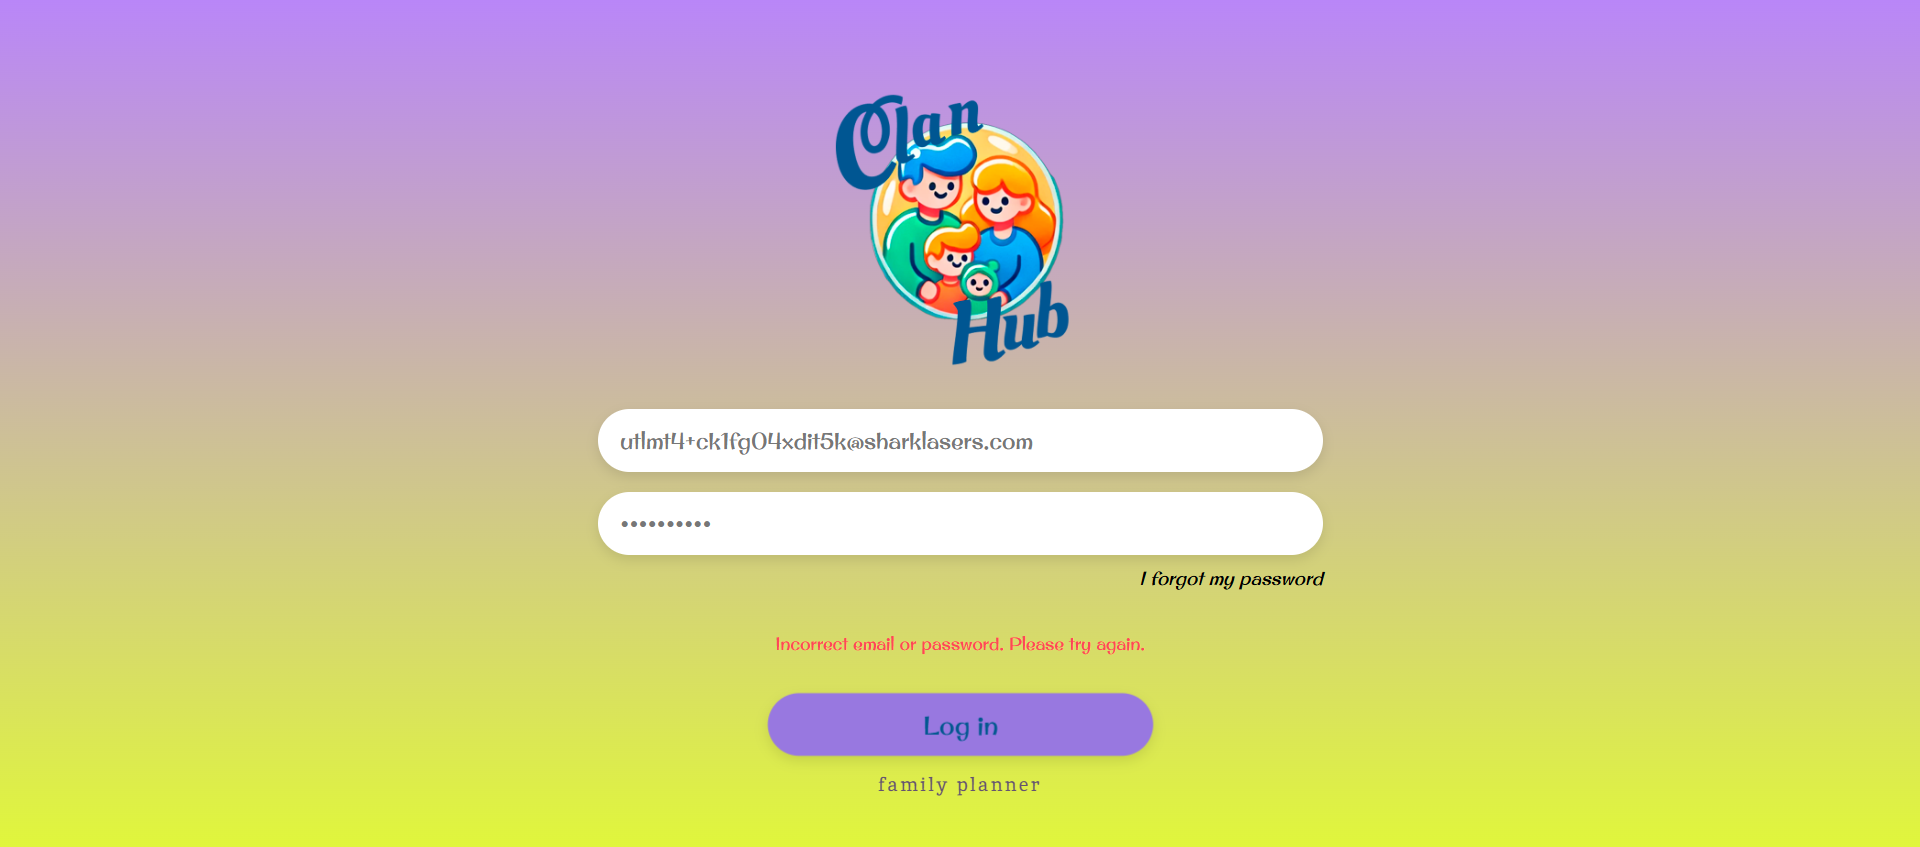 Clan
Hub
utlmt4+ck1fg04xdit5k@sharklasers.com
••••••••••
I forgot my password
Incorrect email or password. Please try again.
Log in
family planner